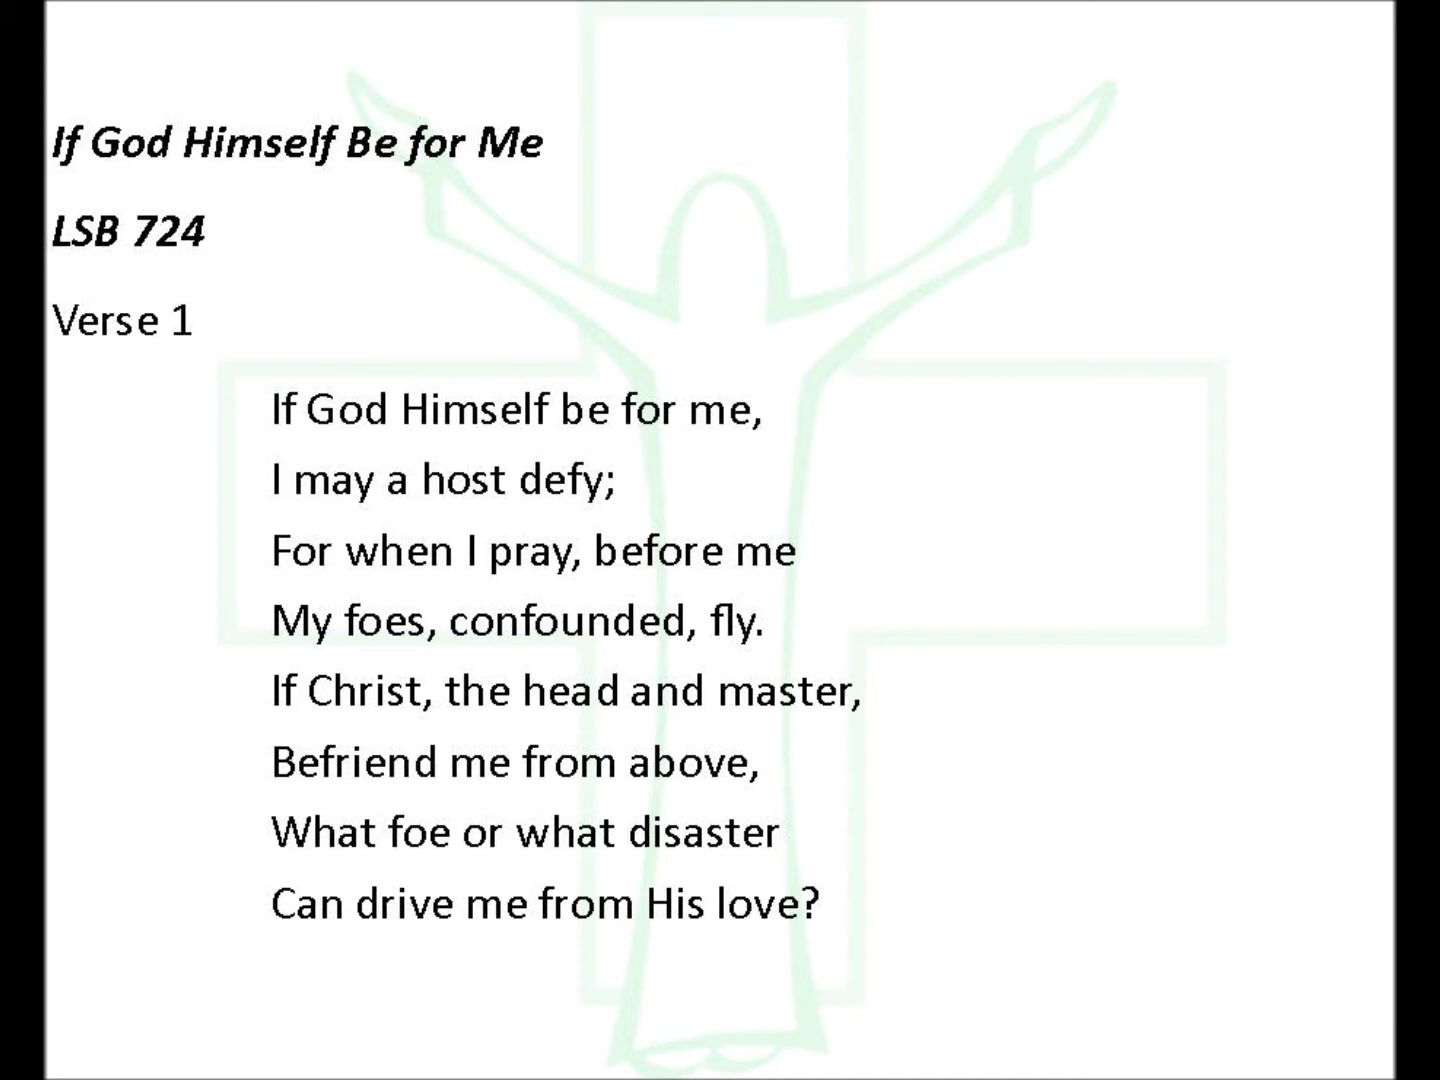 If God Himself Be for Me
LSB 724
Verse 1
If God Himself be for me,
I may a host defy;
For when I pray, before me
My foes, confounded, fly.
If Christ, the head and master,
Befriend me from above,
What foe or what disaster
Can drive me from His love?